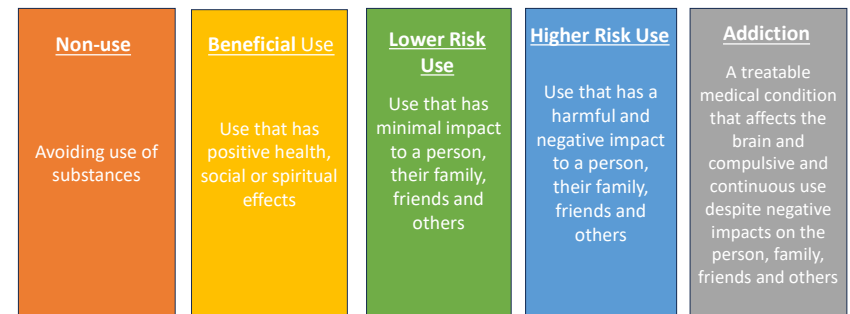 Non-use
Avoiding use of
substances
Beneficial Use
Use that has
positive health,
social or spiritual
effects
Lower Risk
Use
Use that has
minimal impact
to a person,
their family,
friends and
others
Higher Risk Use
Use that has a
harmful and
negative impact
to a person,
their family,
friends and
others
Addiction
A treatable
medical condition
that affects the
brain and
compulsive and
continuous use
despite negative
impacts on the
person, family,
friends and others